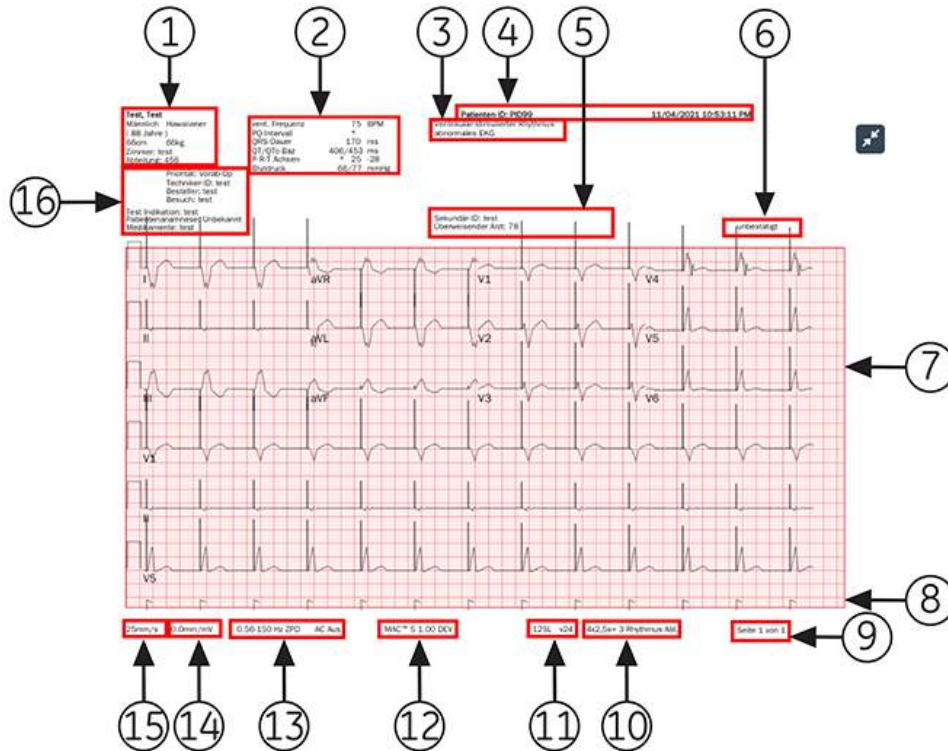 1
2
3
4
5
6
Test, Test
Männlich Hawaiianer
( 88 Jahre )
66cm 66kg
Zimmer: test
Abteilung: 456
vent. Frequenz 75 BPM
PQ-Intervall *
QRS-Dauer 170 ms
QT/QTc-Baz 406/453 ms
P-R-T Achsen * 25 -28
Blutdruck 66/77 mmHg
Patienten ID: PID99 11/04/2021 10:53:11 PM
Ventrikular stimulierter Rhythmus
abnormales EKG
16
Priorität: Vorab-Op
Techniker-ID: test
Besteller: test
Besuch: test
Test Indikation: test
Patientenanamnese: Unbekannt
Medikamente: test
Sekundär-ID: test
Überweisender Arzt: 78
unbestätigt
I aVR V1 V4
II aVL V2 V5
7
III aVF V3 V6
V1
II
V5
8
25mm/s 0.0mm/mV 0.56-150 Hz ZPD AC Aus MAC™ 5 1.00 DEV 12SL v24 4x2,5s+ 3 Rhythmus AM Seite 1 von 1
9
15
14
13
12
11
10